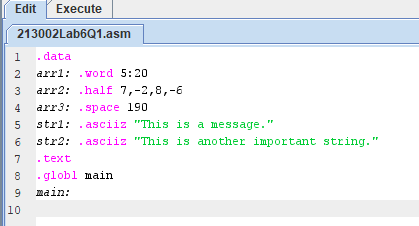 Edit Execute
213002Lab6Q1.asm
1 .data
2 arr1: .word 5:20
3 arr2: .half 7,-2,8,-6
4 arr3: .space 190
5 str1: .asciiz "This is a message."
6 str2: .asciiz "This is another important string."
7 .text
8 .globl main
9 main:
10